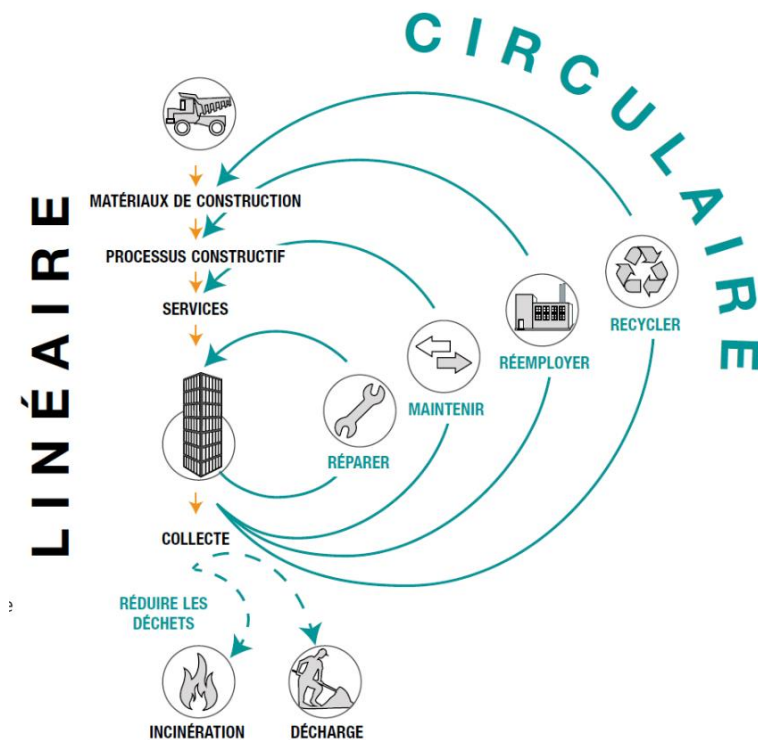 CIRCULAIRE
LINÉAIRE
MATÉRIAUX DE CONSTRUCTION
PROCESSUS CONSTRUCTIF
SERVICES
RECYCLER
RÉEMPLOYER
MAINTENIR
RÉPARER
COLLECTE
e
RÉDUIRE LES
DÉCHETS
INCINÉRATION
DÉCHARGE